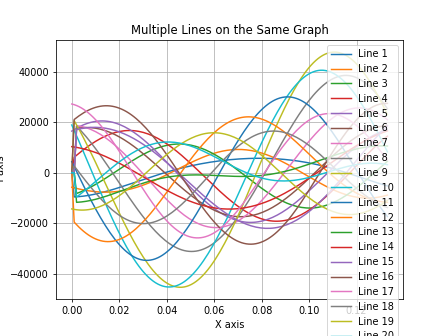 Multiple Lines on the Same Graph
40000
20000
0
−20000
−40000
0.00
0.02
0.04
0.06
0.08
0.10
X axis
Line 1
Line 2
Line 3
Line 4
Line 5
Line 6
Line 7
Line 8
Line 9
Line 10
Line 11
Line 12
Line 13
Line 14
Line 15
Line 16
Line 17
Line 18
Line 19
Line 20